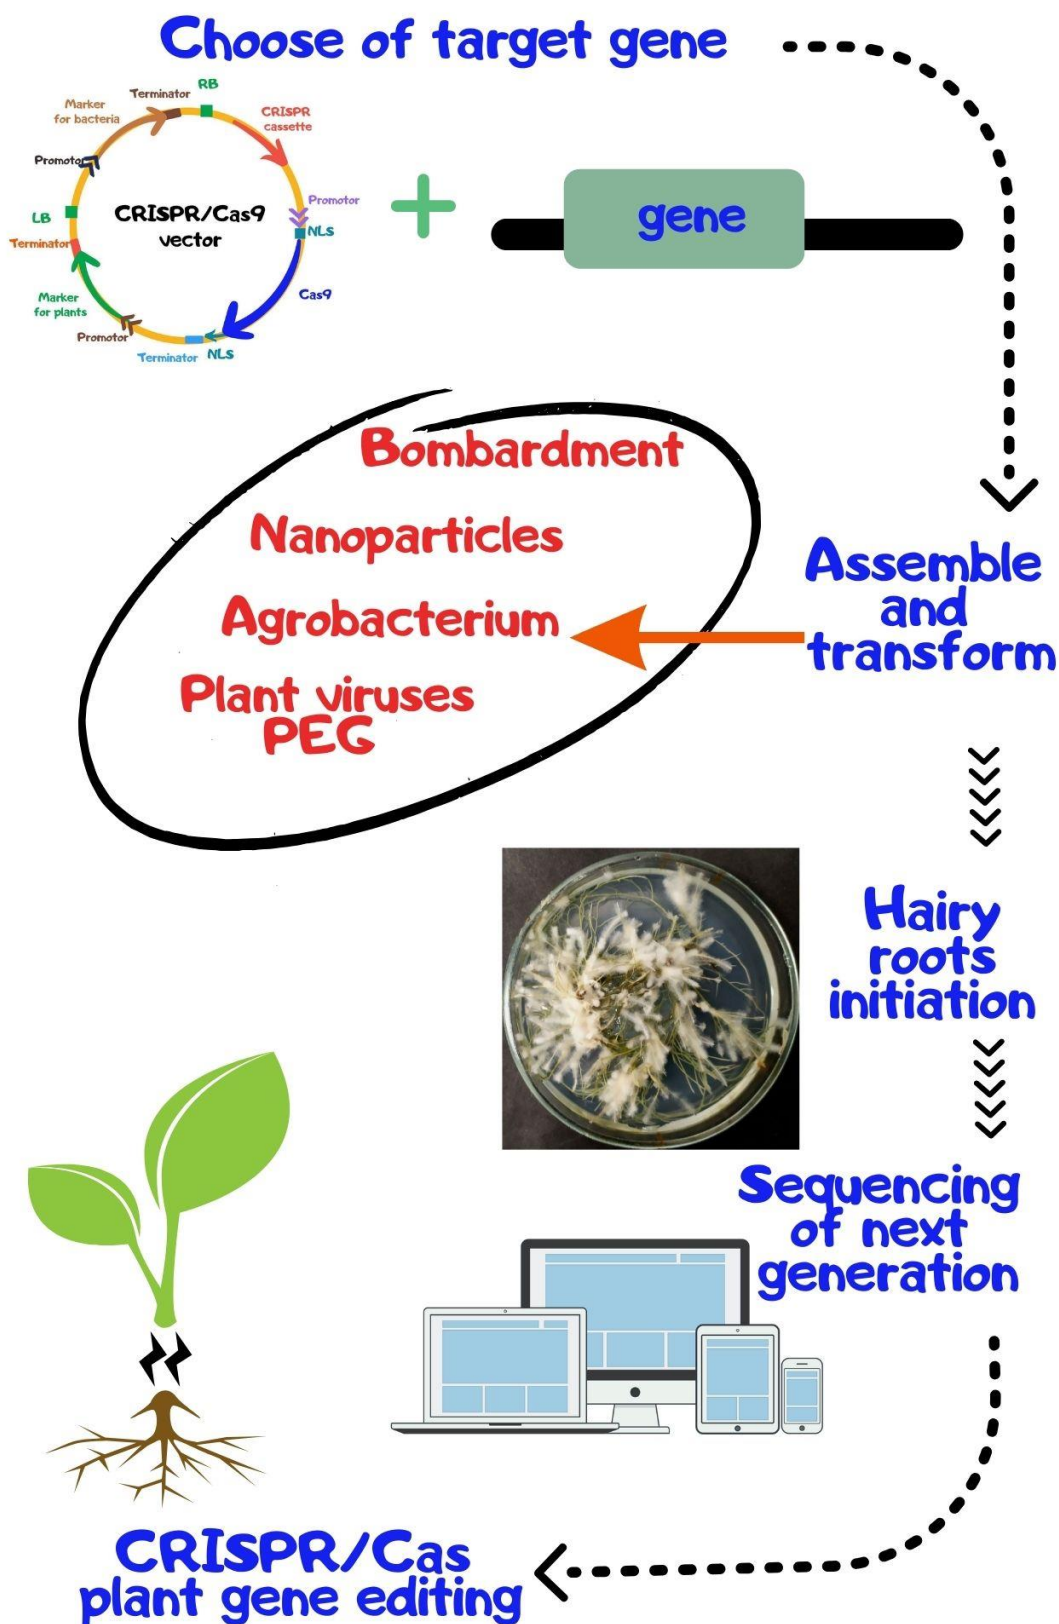 Choose of target gene
RB
Terminator
Marker
for bacteria
CRISPR
cassette
Promotor
Promotor
LB
CRISPR/Cas9
vector
NLS
gene
Terminator
Cas9
Marker
for plants
Promotor
Terminator
NLS
Bombardment
Nanoparticles
Agrobacterium
Plant viruses
PEG
Assemble
and
transform
Hairy
roots
initiation
Sequencing
of next
generation
CRISPR/Cas
plant gene editing